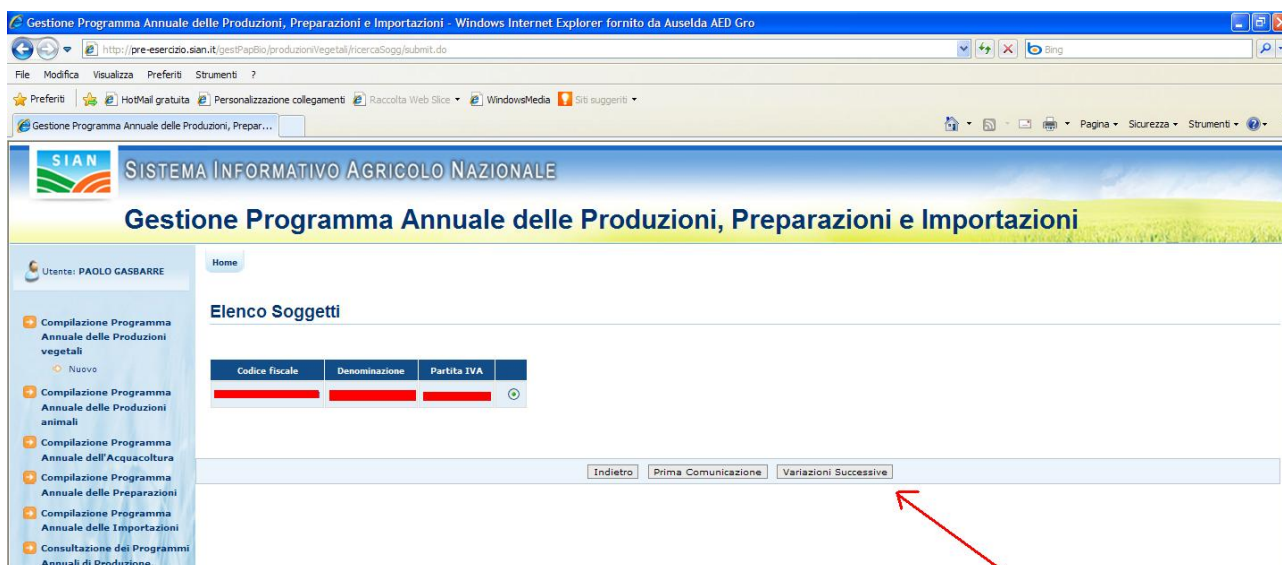 Gestione Programma Annuale delle Produzioni, Preparazioni e Importazioni - Windows Internet Explorer fornito da Auselda AED Gro
http://pre-esercizio.sian.it/gestPapBio/produzioniVegetali/ricercaSogg/submit.do
Bing
File Modifica Visualizza Preferiti Strumenti ?
Preferiti HotMail gratuita Personalizzazione collegamenti Raccolta Web Slice WindowsMedia Siti suggeriti
Gestione Programma Annuale delle Produzioni, Prepar...
Pagina Sicurezza Strumenti
SIAN
SISTEMA INFORMATIVO AGRICOLO NAZIONALE
Gestione Programma Annuale delle Produzioni, Preparazioni e Importazioni
Utente: PAOLO GASBARRE
Home
Compilazione Programma
Annuale delle Produzioni
vegetali
Nuovo
Compilazione Programma
Annuale delle Produzioni
animali
Compilazione Programma
Annuale dell'Acquacoltura
Compilazione Programma
Annuale delle Preparazioni
Compilazione Programma
Annuale delle Importazioni
Consultazione dei Programmi
Annuali di Produzione
Elenco Soggetti
Codice fiscale Denominazione Partita IVA
Indietro Prima Comunicazione Variazioni Successive